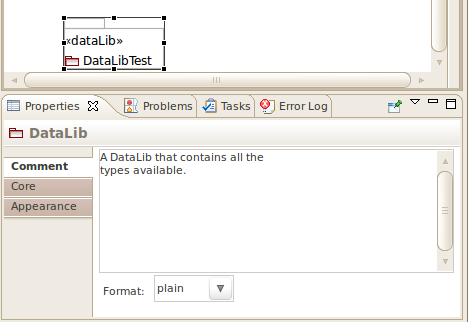 «dataLib»
DataLibTest
Properties Problems Tasks Error Log
DataLib
Comment
A DataLib that contains all the
types available.
Core
Appearance
Format: plain